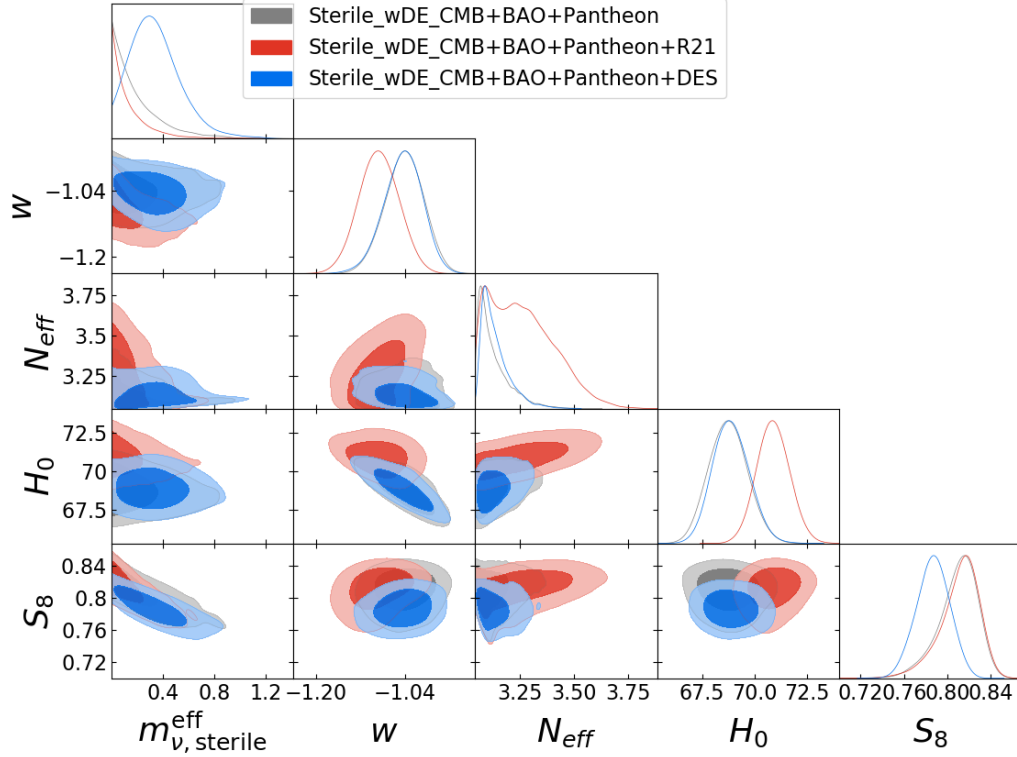 Sterile_wDE_CMB+BAO+Pantheon
Sterile_wDE_CMB+BAO+Pantheon+R21
Sterile_wDE_CMB+BAO+Pantheon+DES
w
−1.04
−1.2
N_eff
3.75
3.5
3.25
H_0
72.5
70
67.5
S_8
0.84
0.8
0.76
0.72
0.4 0.8 1.2 −1.20 −1.04 3.25 3.50 3.75 67.5 70.0 72.5 0.72 0.76 0.80 0.84
m^eff_ν, sterile w N_eff H_0 S_8